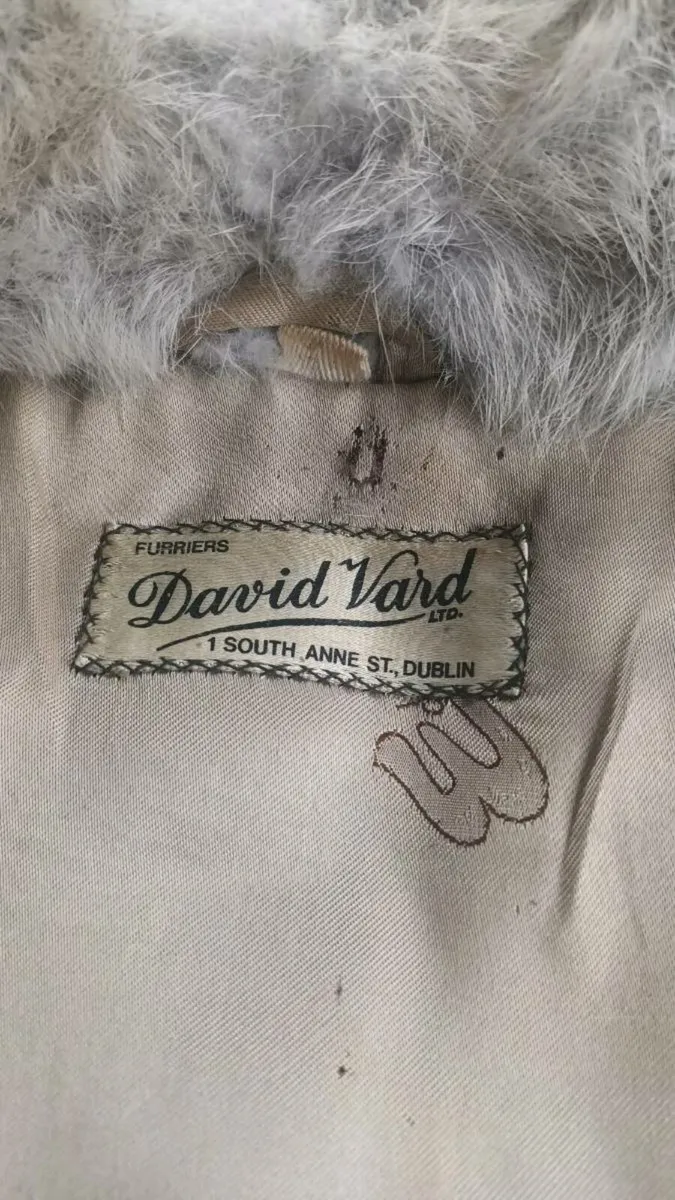 FURRIERS
David Vard
LTD.
1 SOUTH ANNE ST., DUBLIN